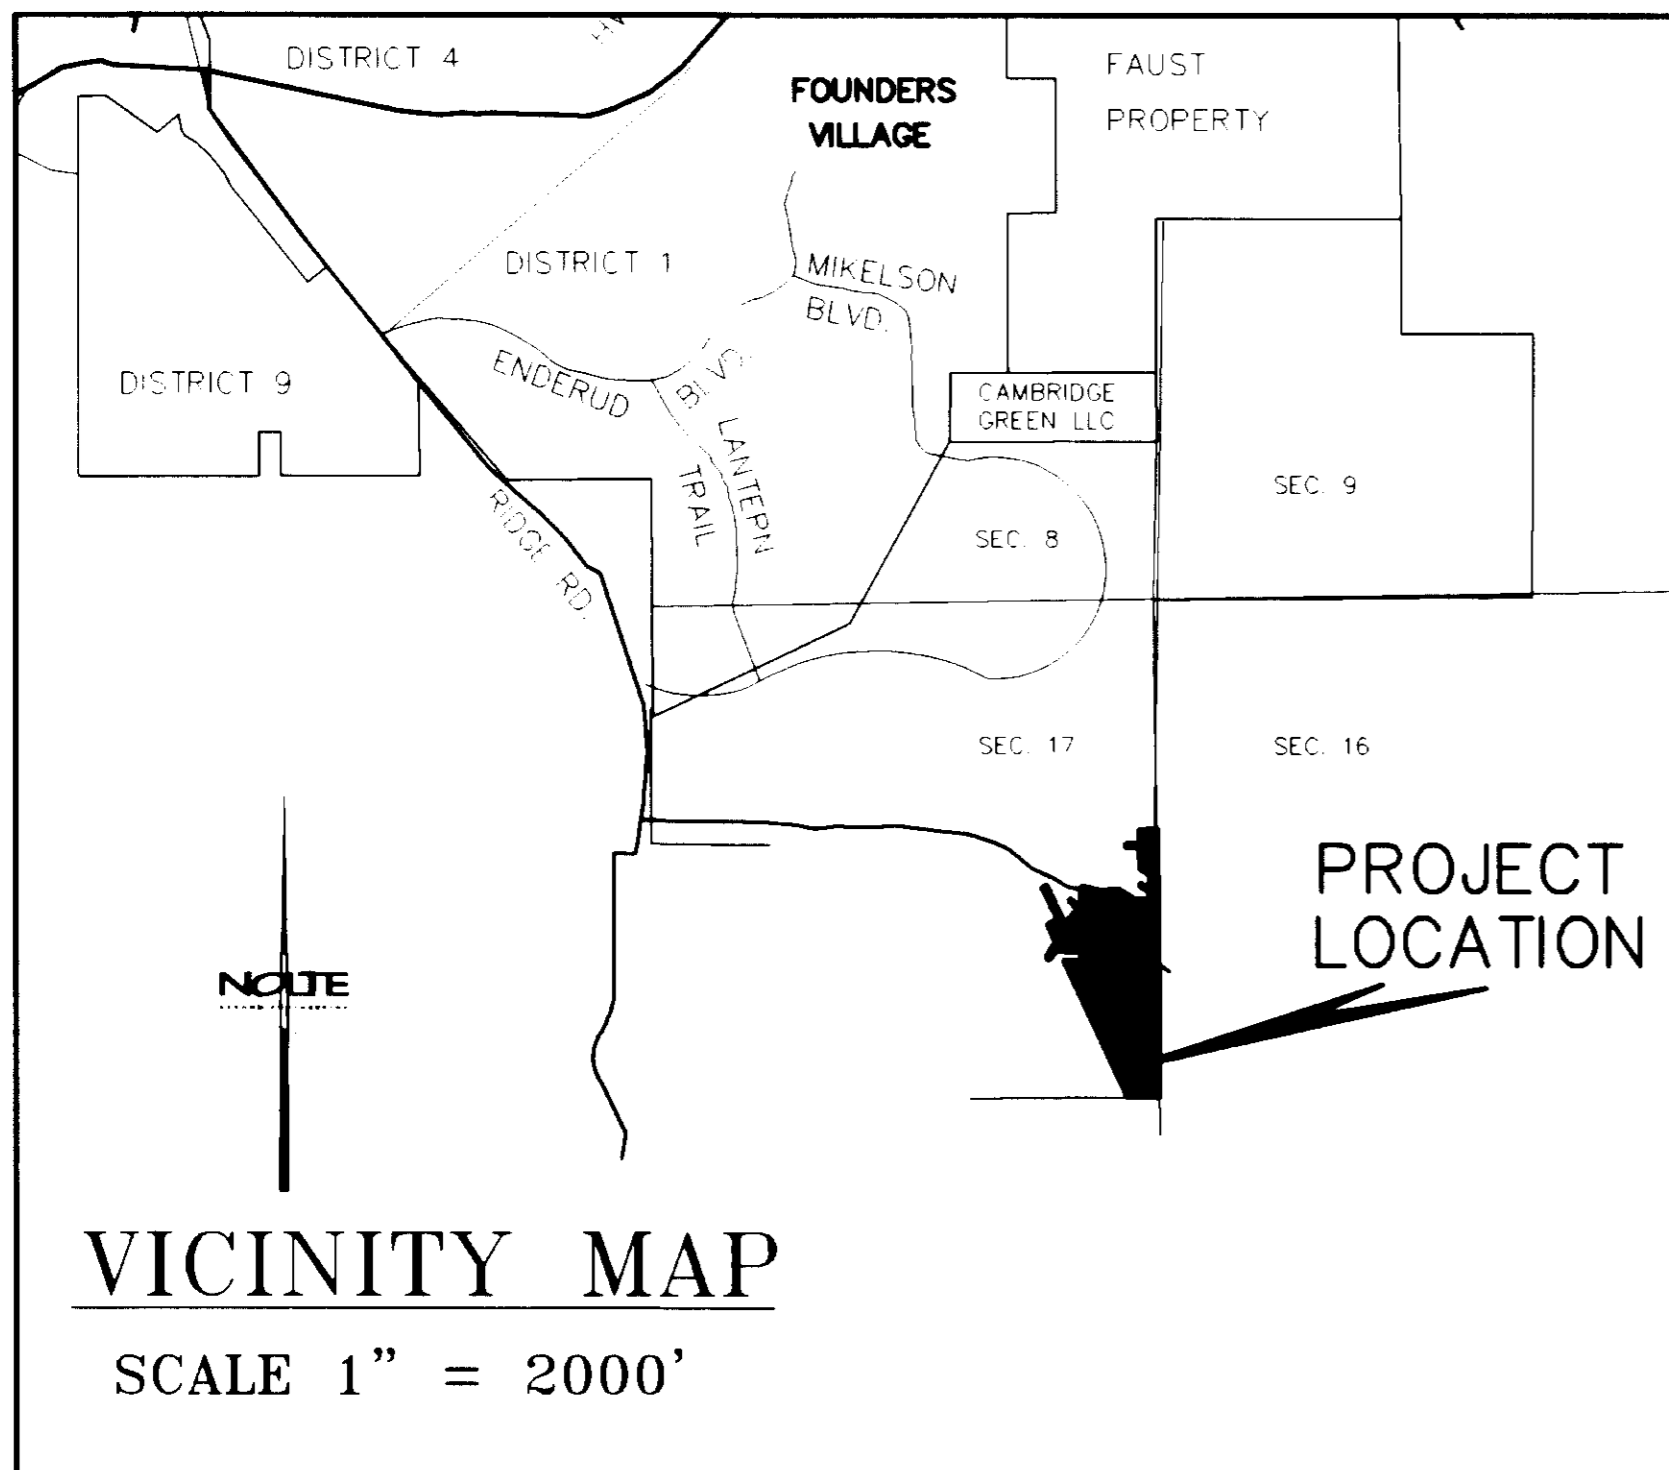 DISTRICT 4
FAUST
PROPERTY
FOUNDERS
VILLAGE
DISTRICT 1
MIKELSON
BLVD.
DISTRICT 9
ENDERUD
BLVD.
CAMBRIDGE
GREEN LLC
LANTERN
TRAIL
SEC. 9
RIDGE RD.
SEC. 8
SEC. 17
SEC. 16
PROJECT
LOCATION
NOLTE
VICINITY MAP
SCALE 1" = 2000'